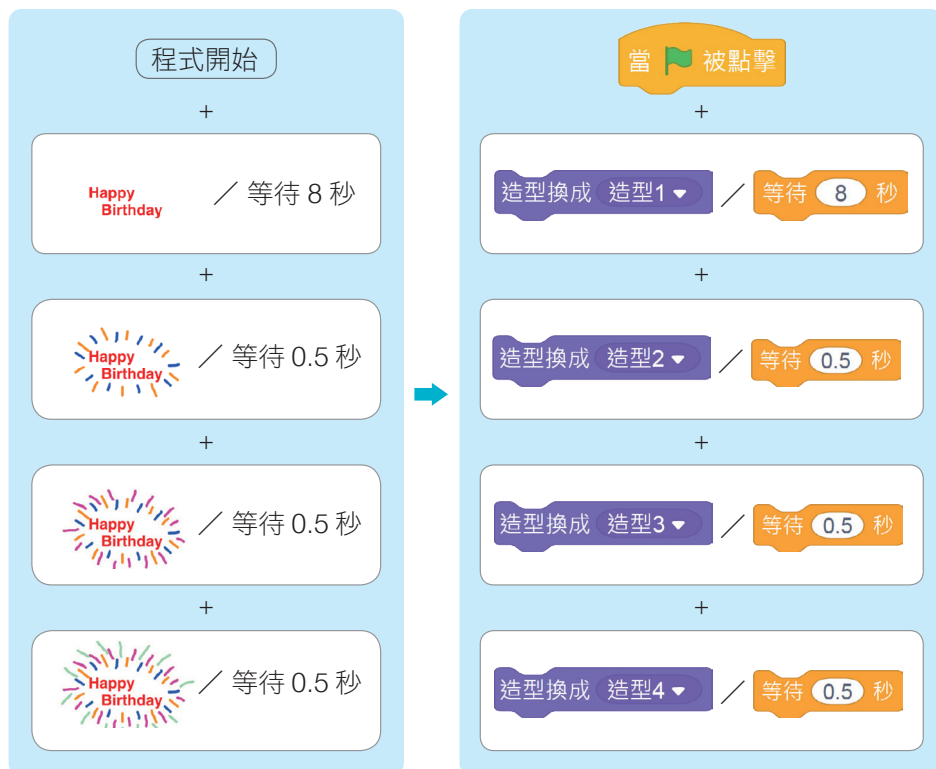 程式開始
+
Happy
Birthday
／等待 8 秒
+
Happy
Birthday
／等待 0.5 秒
+
Happy
Birthday
／等待 0.5 秒
+
Happy
Birthday
／等待 0.5 秒
當 被點擊
+
造型換成 造型1 ／ 等待 8 秒
+
造型換成 造型2 ／ 等待 0.5 秒
+
造型換成 造型3 ／ 等待 0.5 秒
+
造型換成 造型4 ／ 等待 0.5 秒